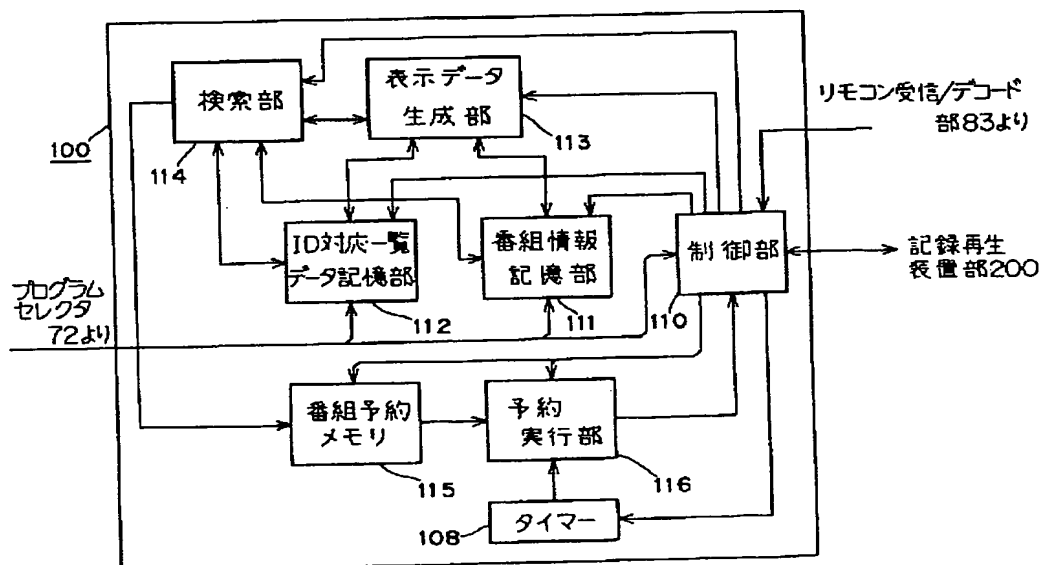 検索部
114
表示データ
生成部
113
リモコン受信/デコード
部83より
100
ID対応一覧
データ記憶部
112
番組情報
記憶部
111
制御部
110
記録再生
装置部200
プログラム
セレクタ
72より
番組予約
メモリ
115
予約
実行部
116
108
タイマー